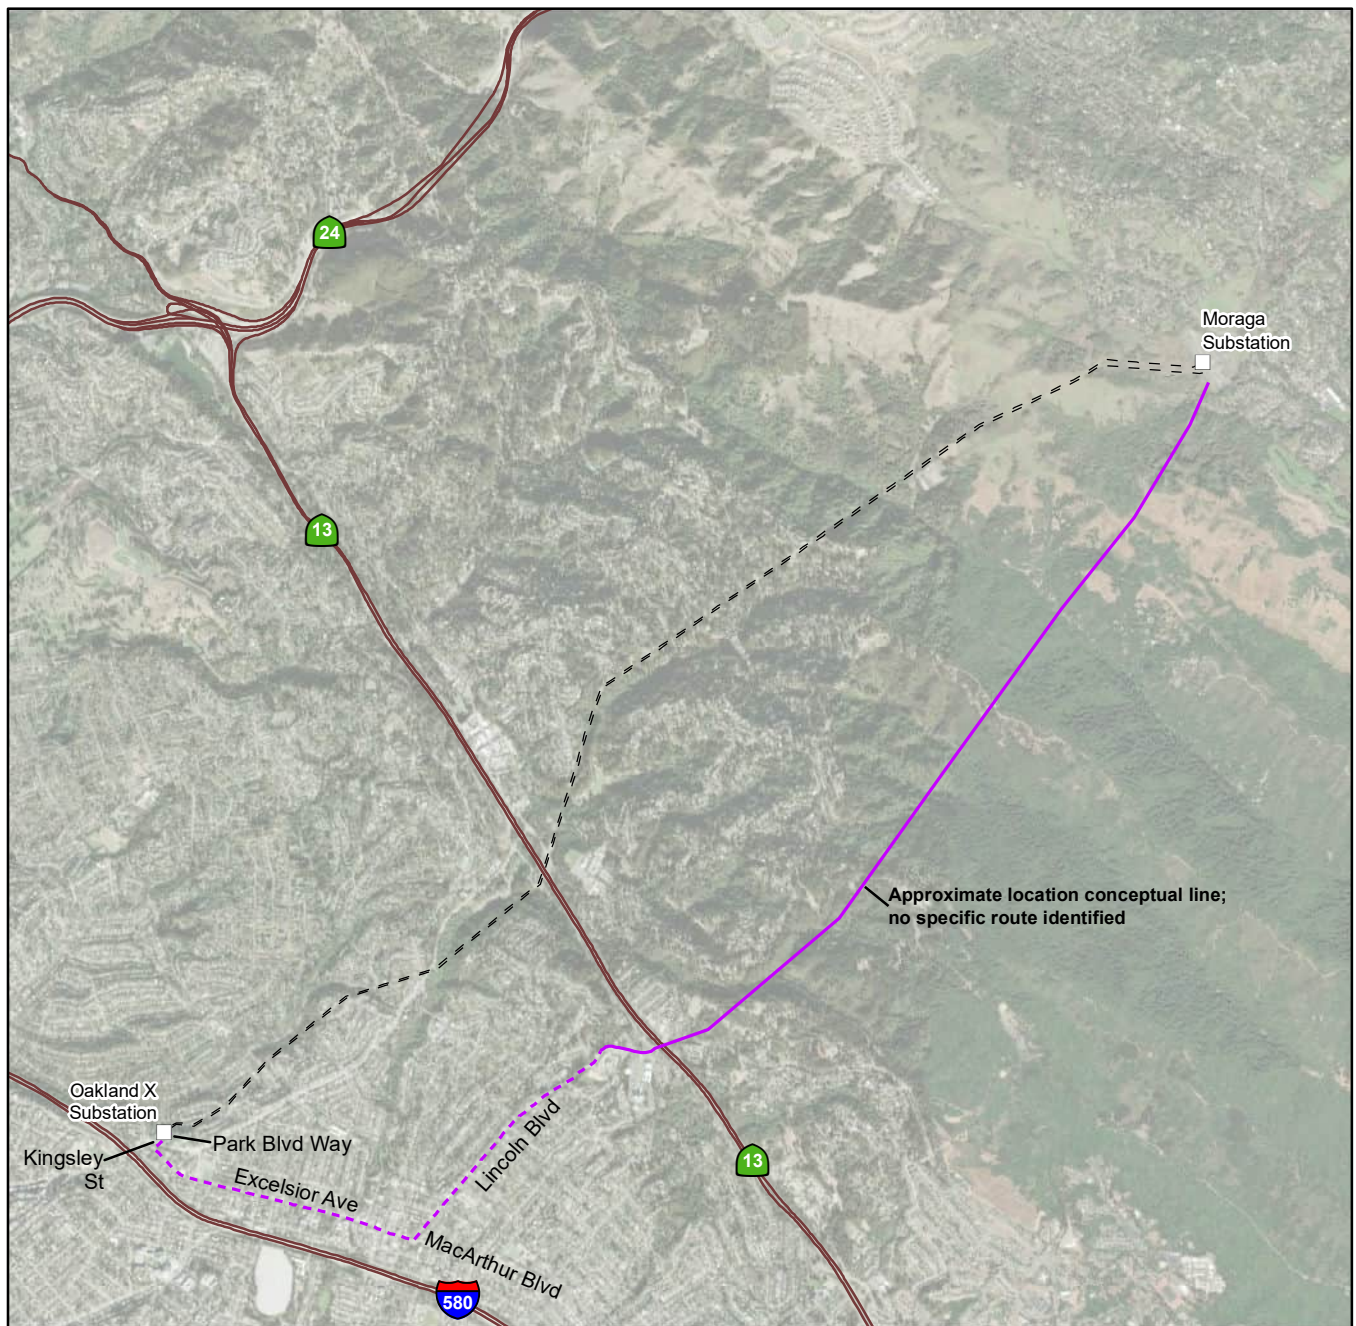 24
Moraga
Substation
13
Approximate location conceptual line;
no specific route identified
Oakland X
Substation
Park Blvd Way
Kingsley
St
Excelsior Ave
Lincoln Blvd
MacArthur Blvd
13
580